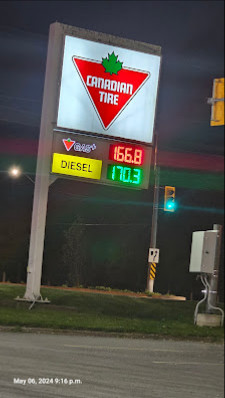 CANADIAN
TIRE
GAS+ 166.8
DIESEL 170.3
May 06, 2024 9:16 p.m.